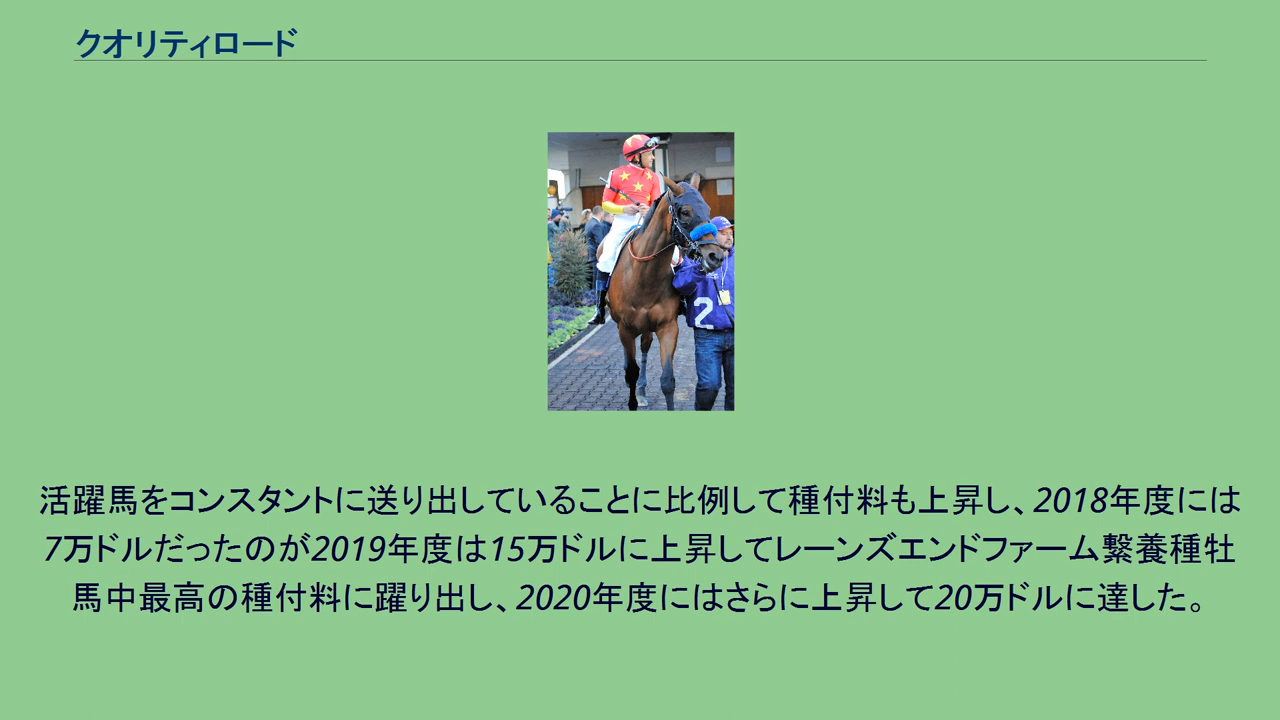 クオリティロード
2
活躍馬をコンスタントに送り出していることに比例して種付料も上昇し、2018年度には
7万ドルだったのが2019年度は15万ドルに上昇してレーンズエンドファーム繋養種牡
馬中最高の種付料に躍り出し、2020年度にはさらに上昇して20万ドルに達した。